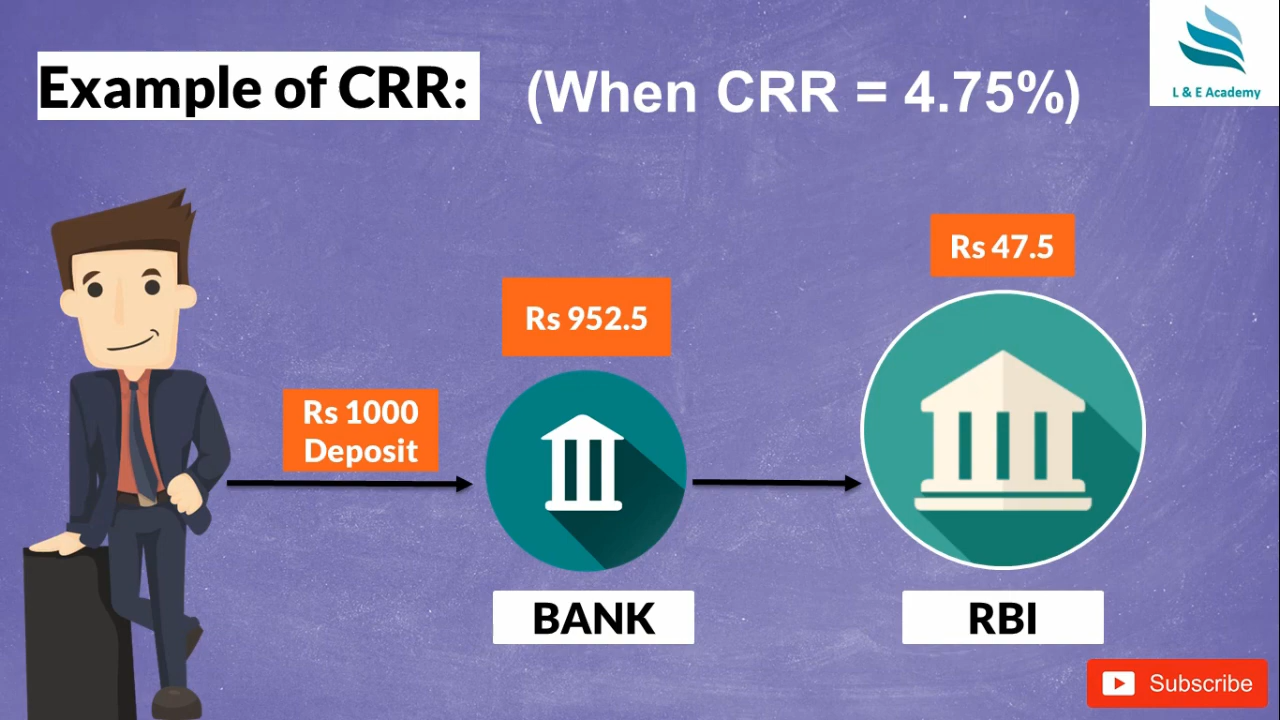 Example of CRR: (When CRR = 4.75%)
L & E Academy
Rs 47.5
Rs 952.5
Rs 1000
Deposit
BANK
RBI
Subscribe